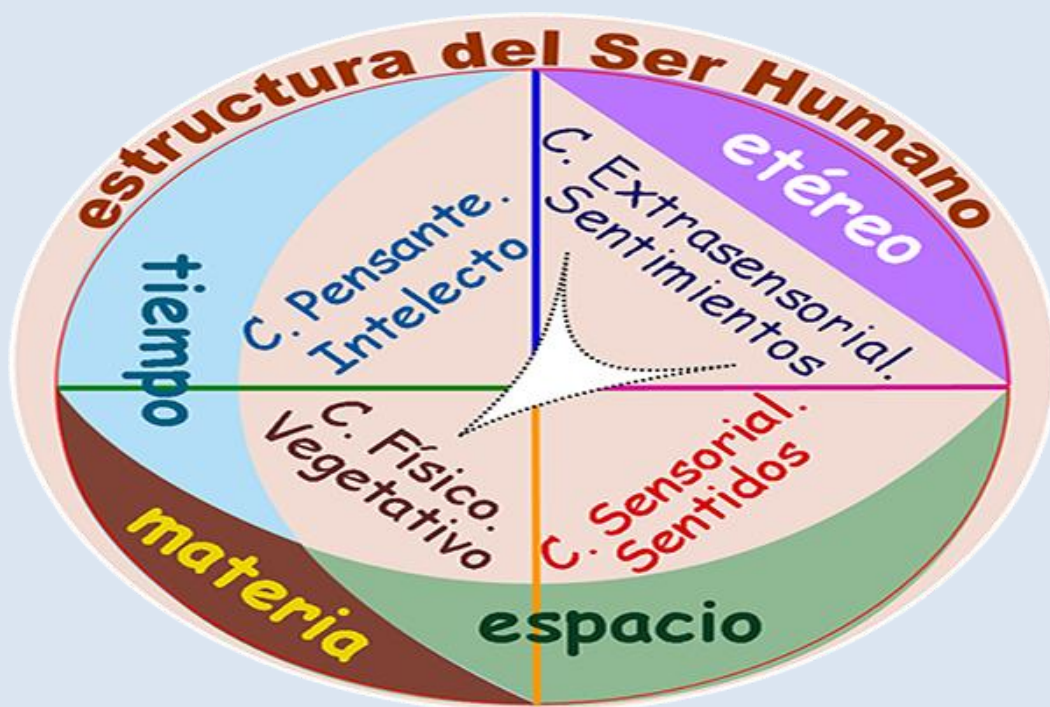 estructura del Ser Humano
etéreo
C. Extrasensorial.
Sentimientos
C. Pensante.
Intelecto
tiempo
C. Físico.
Vegetativo
C. Sensorial.
Sentidos
materia
espacio